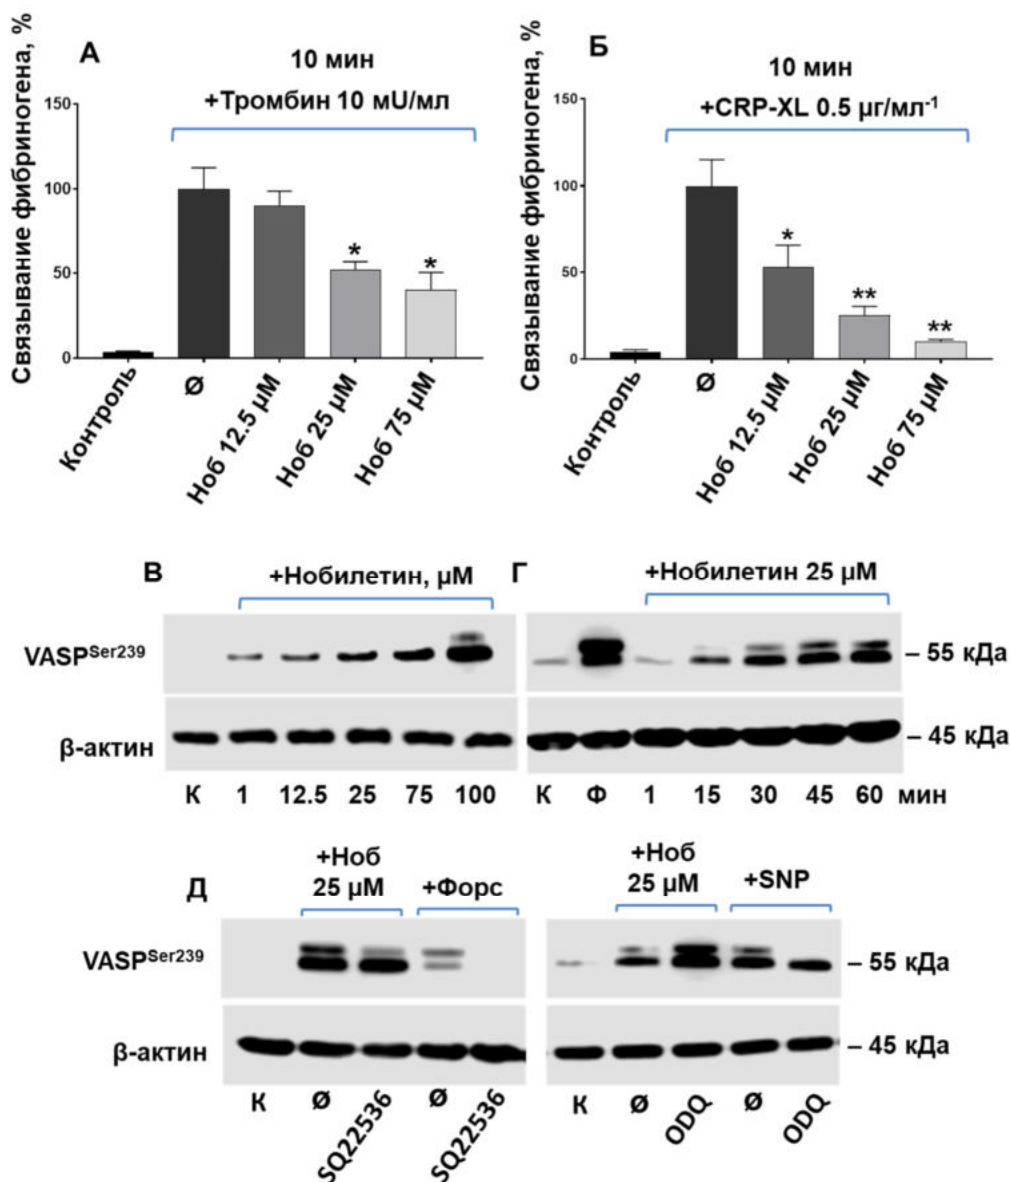 А
10 мин
+Тромбин 10 мU/мл
Связывание фибриногена, %
150
100
50
0
Контроль
Ø
Ноб 12.5 µM
Ноб 25 µM
Ноб 75 µM
*
*
Б
10 мин
+CRP-XL 0.5 µг/мл-1
Связывание фибриногена, %
150
100
50
0
Контроль
Ø
Ноб 12.5 µM
Ноб 25 µM
Ноб 75 µM
*
**
**
В
+Нобилетин, µM
VASPSer239
β-актин
К 1 12.5 25 75 100
Г
+Нобилетин 25 µM
– 55 кДа
– 45 кДа
К Ф 1 15 30 45 60 мин
Д
+Ноб
25 µM
+Форс
VASPSer239
β-актин
К Ø SQ22536 Ø SQ22536
+Ноб
25 µM
+SNP
– 55 кДа
– 45 кДа
К Ø ODQ Ø ODQ